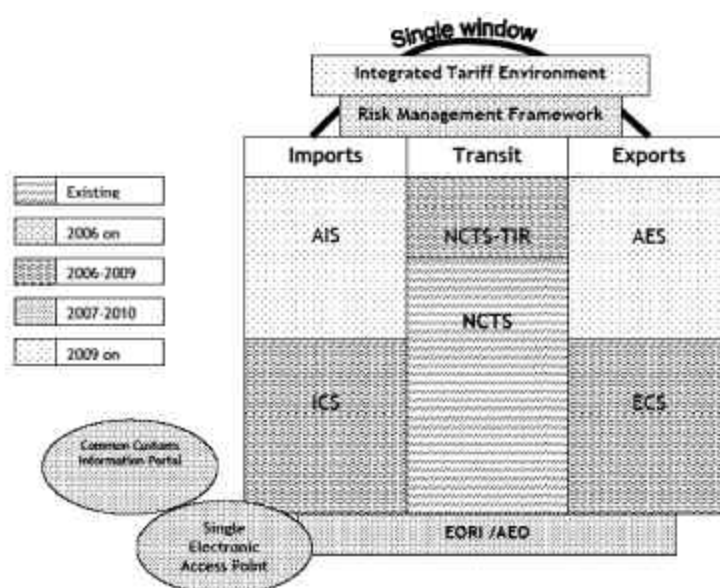 Single window
Integrated Tariff Environment
Risk Management Framework
Imports
Transit
Exports
Existing
2006 on
2006-2009
2007-2010
2009 on
AIS
NCTS-TIR
AES
NCTS
ICS
ECS
Common Customs
Information Portal
Single
Electronic
Access Point
EORI /AEO